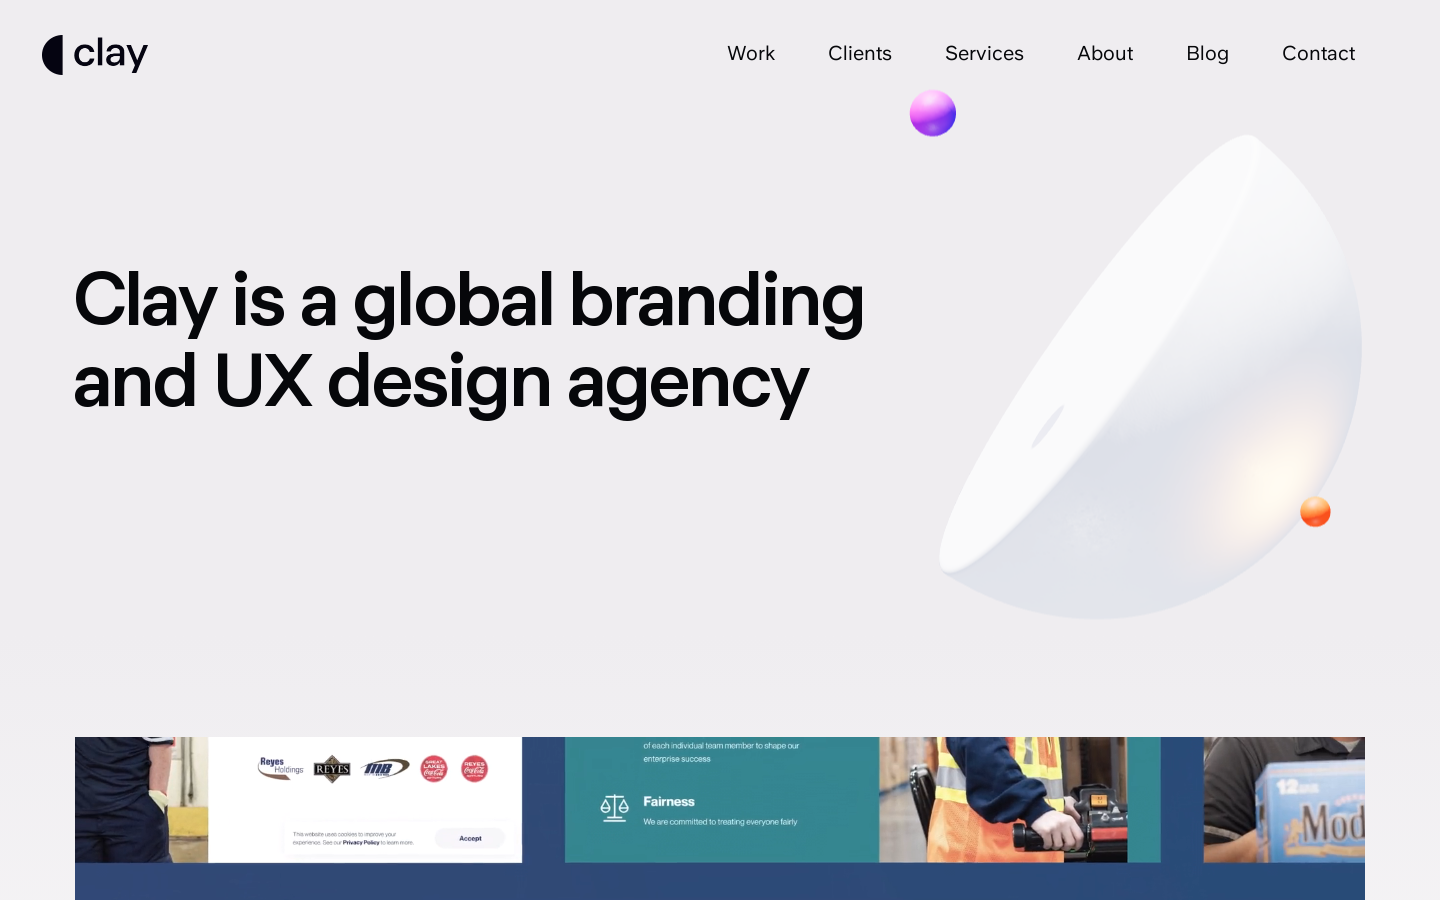 clay
Work
Clients
Services
About
Blog
Contact
Clay is a global branding
and UX design agency
Reyes
Holdings
REYES
MB
GREAT
LAKES
Coca-Cola
REYES
Coca-Cola
This website uses cookies to improve your
experience. See our Privacy Policy to learn more.
Accept
of each individual team member to shape our
enterprise success
Fairness
We are committed to treating everyone fairly
12
Mod